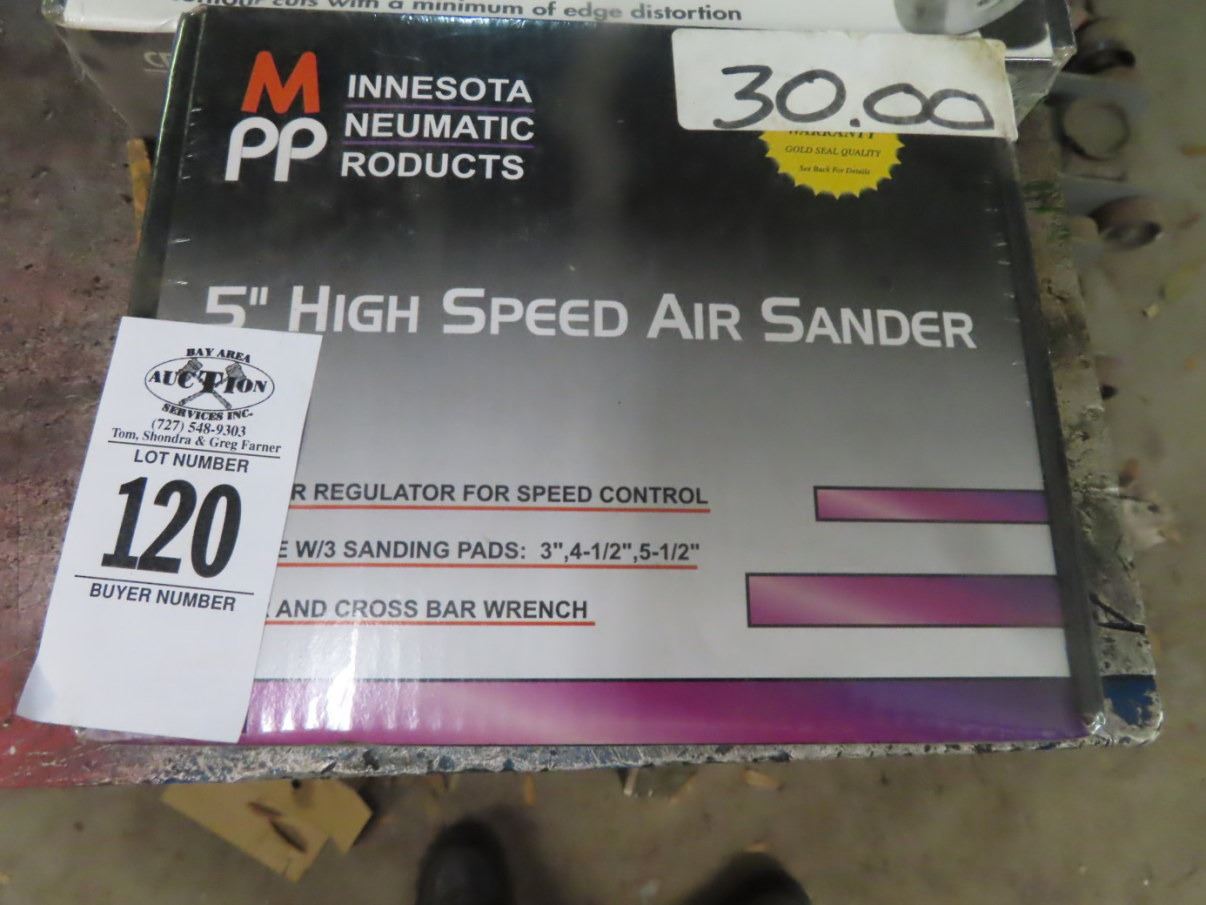 with a minimum of edge distortion
MPP
INNESOTA
NEUMATIC
RODUCTS
30.00
WARRANTY
GOLD SEAL QUALITY
See Back For Details
5" HIGH SPEED AIR SANDER
BAY AREA
AUCTION
SERVICES INC.
(727) 548-9303
Tom, Shondra & Greg Farner
LOT NUMBER
120
BUYER NUMBER
R REGULATOR FOR SPEED CONTROL
E W/3 SANDING PADS: 3",4-1/2",5-1/2"
AND CROSS BAR WRENCH